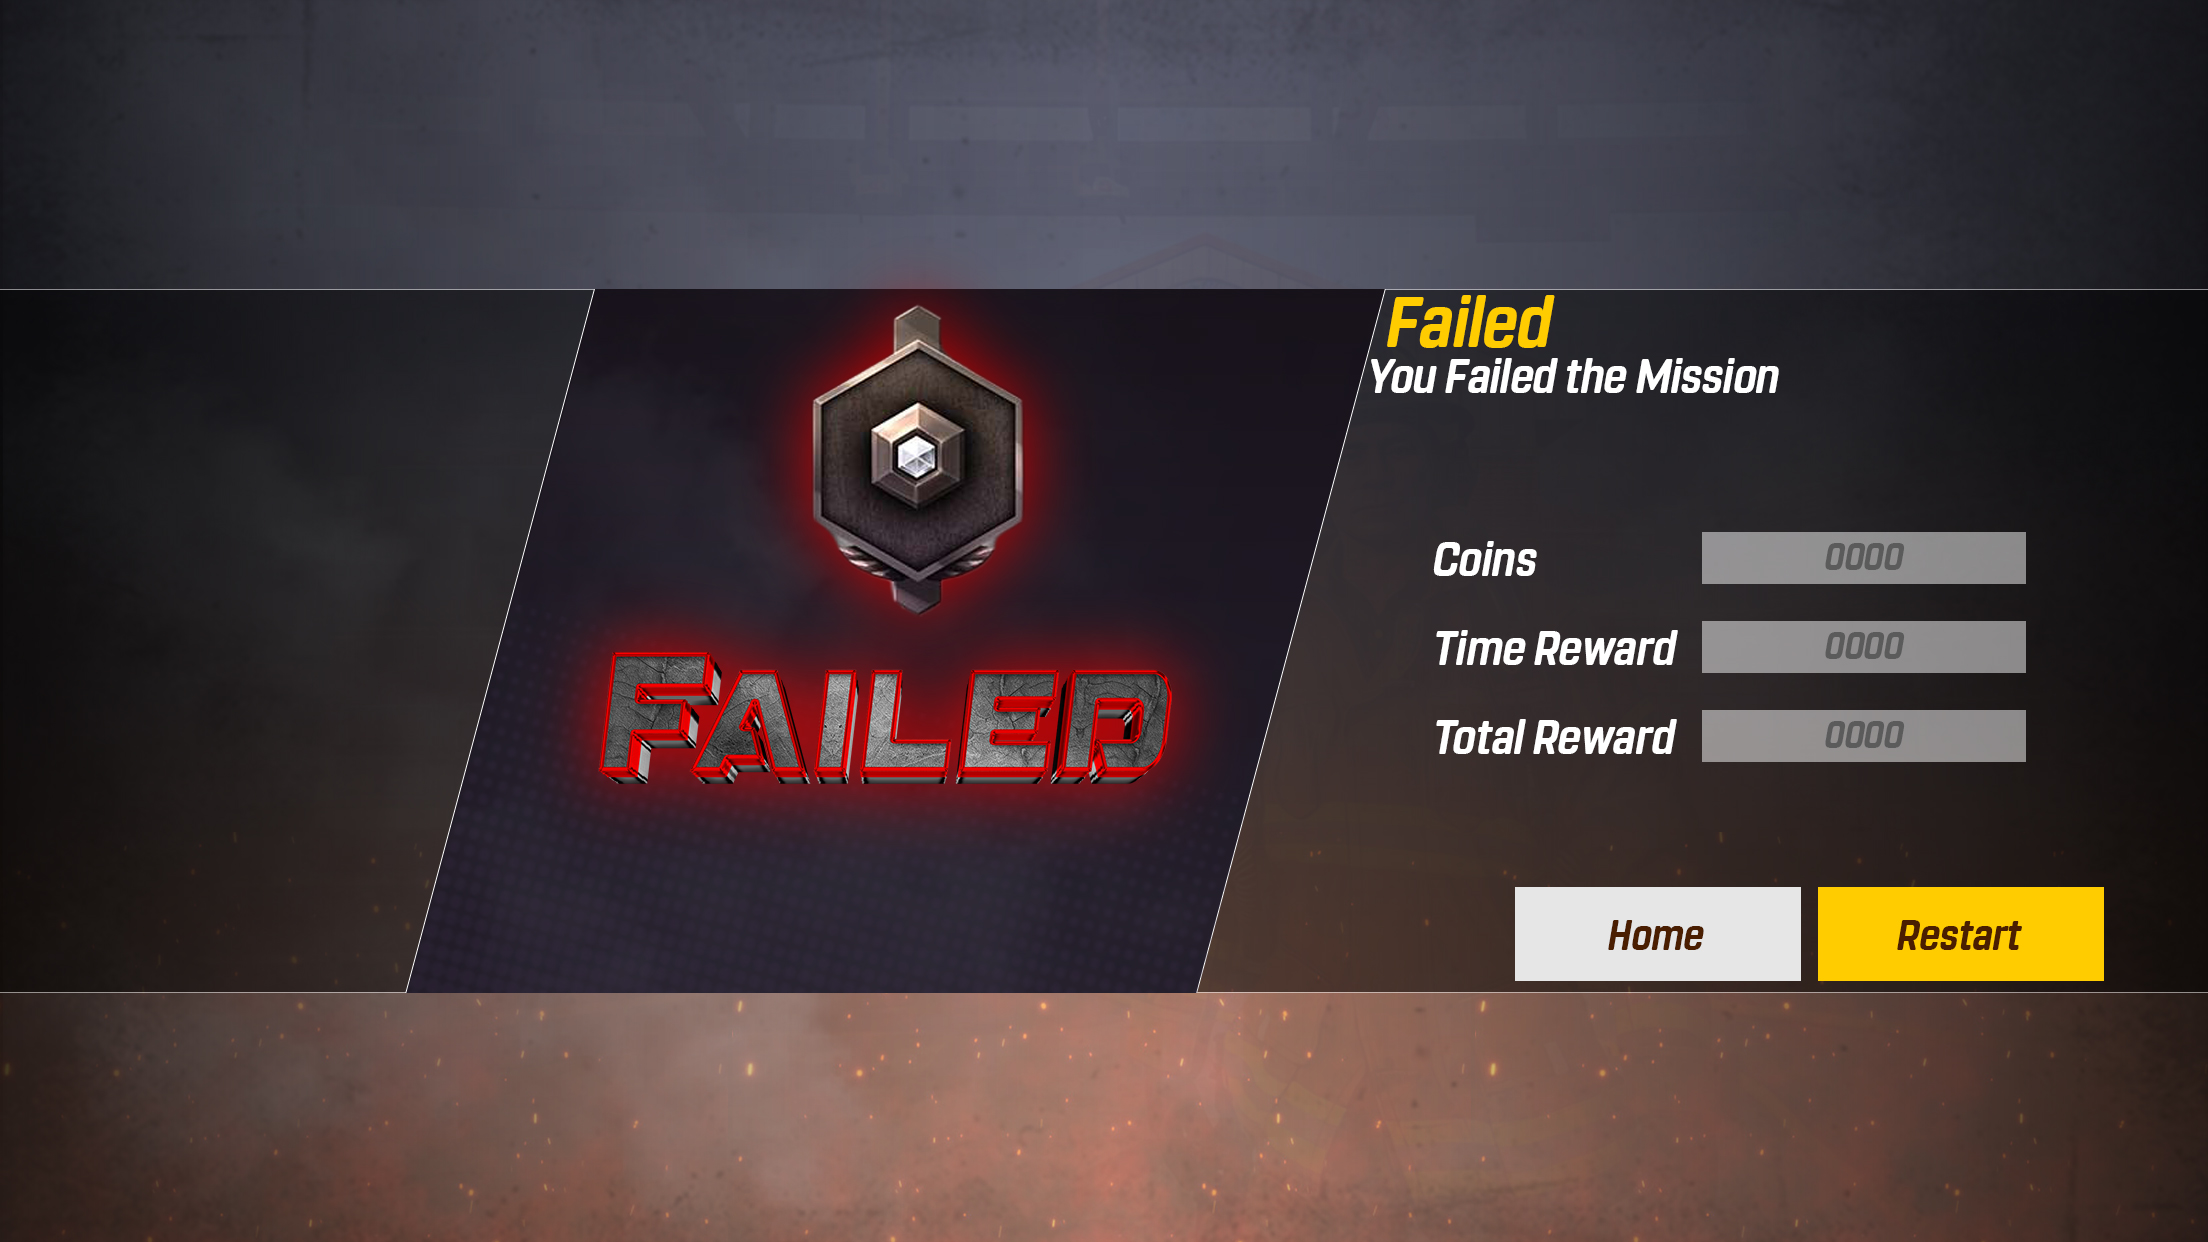 Failed
You Failed the Mission
FAILED
Coins 0000
Time Reward 0000
Total Reward 0000
Home Restart